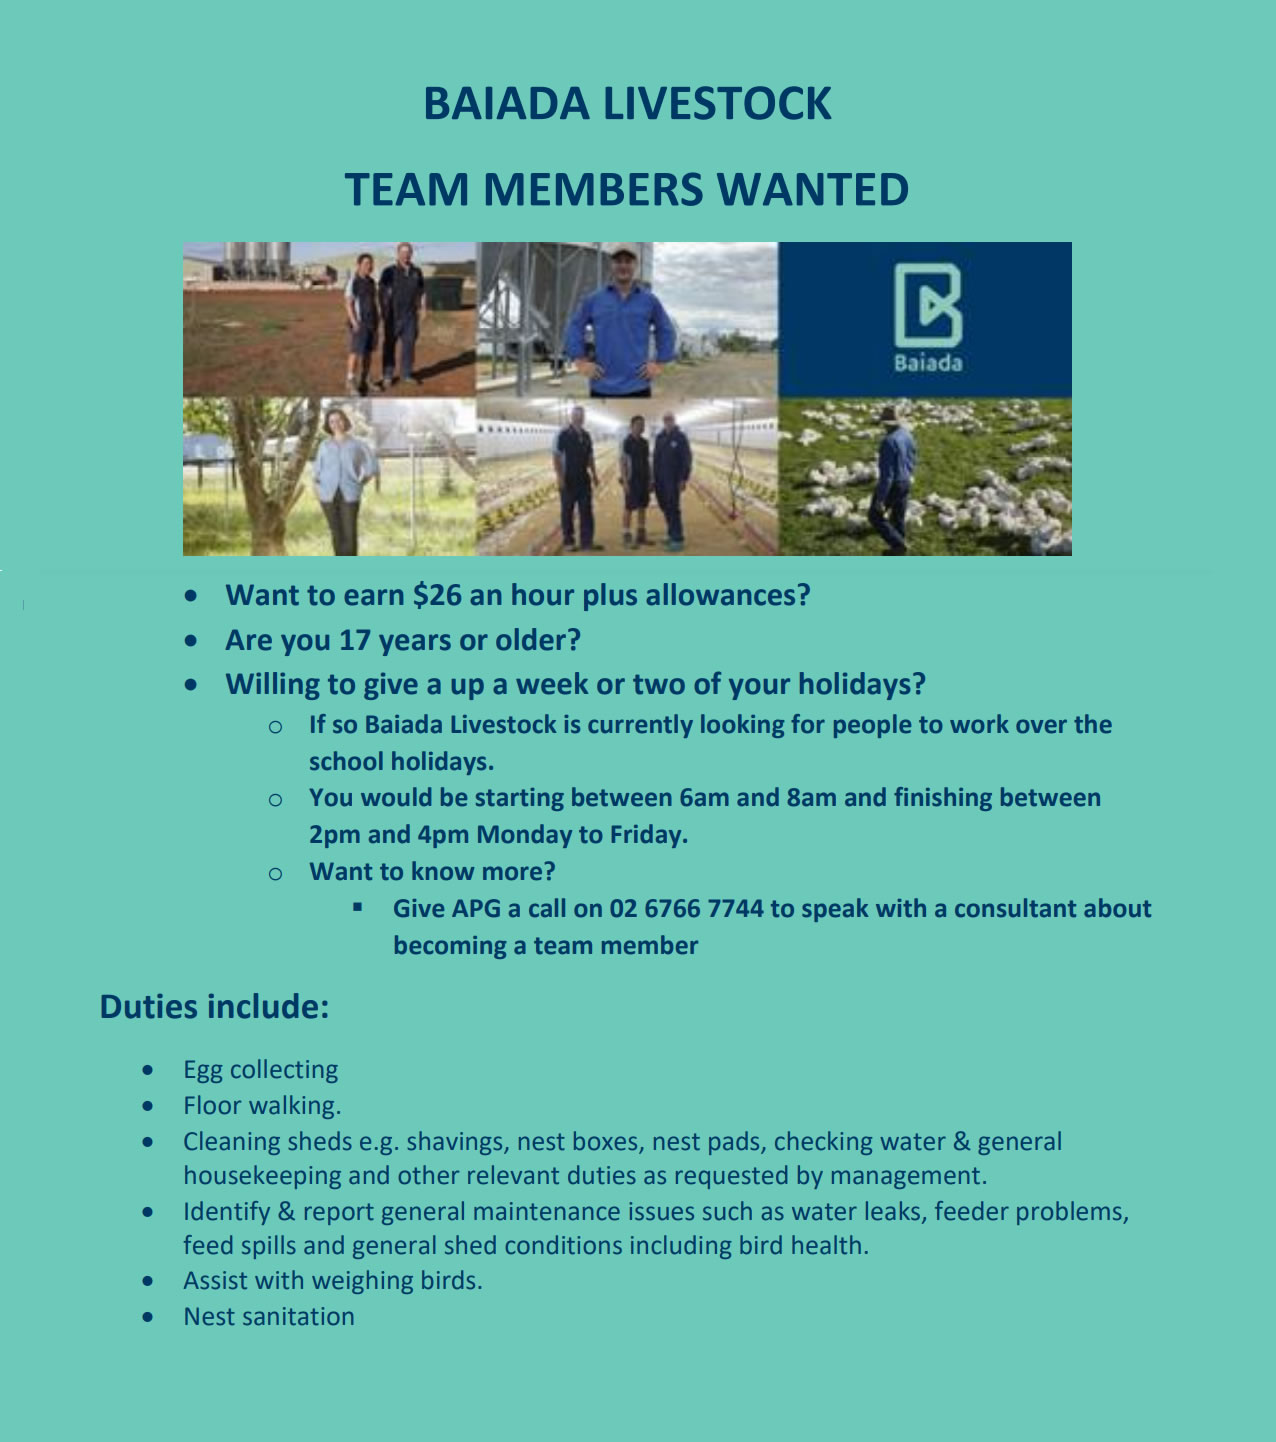 BAIADA LIVESTOCK
TEAM MEMBERS WANTED
Baiada
• Want to earn $26 an hour plus allowances?
• Are you 17 years or older?
• Willing to give a up a week or two of your holidays?
o If so Baiada Livestock is currently looking for people to work over the
school holidays.
o You would be starting between 6am and 8am and finishing between
2pm and 4pm Monday to Friday.
o Want to know more?
▪ Give APG a call on 02 6766 7744 to speak with a consultant about
becoming a team member
Duties include:
• Egg collecting
• Floor walking.
• Cleaning sheds e.g. shavings, nest boxes, nest pads, checking water & general
housekeeping and other relevant duties as requested by management.
• Identify & report general maintenance issues such as water leaks, feeder problems,
feed spills and general shed conditions including bird health.
• Assist with weighing birds.
• Nest sanitation